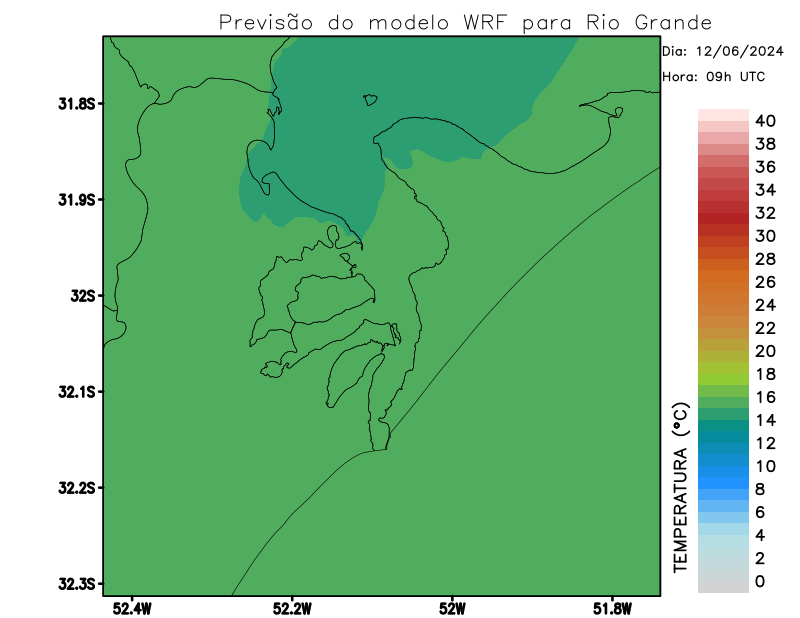 Previsão do modelo WRF para Rio Grande
Dia: 12/06/2024
Hora: 09h UTC
31.8S
31.9S
32S
32.1S
32.2S
32.3S
52.4W
52.2W
52W
51.8W
TEMPERATURA (°C)
40
38
36
34
32
30
28
26
24
22
20
18
16
14
12
10
8
6
4
2
0